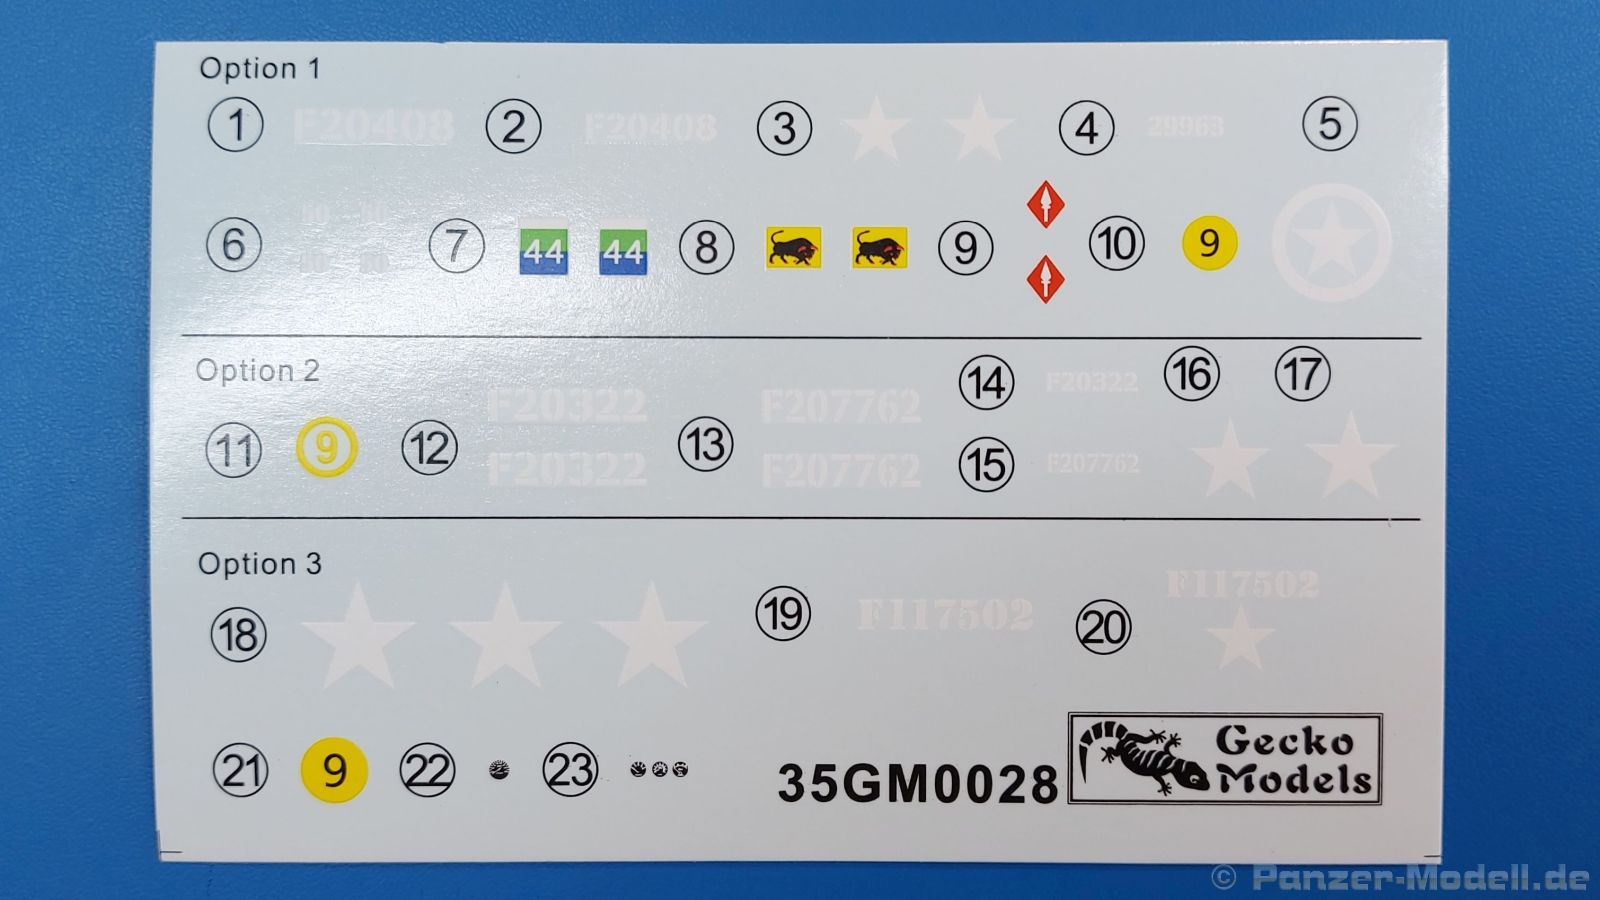 Option 1
1 F20408 2 F20408 3 4 29963 5
6 7 44 44 8 9 10 9
Option 2
14 F20322 16 17
11 9 12 F20322 13 F207762
F20322 F207762 15 F207762
Option 3
18 19 F117502 20 F117502
21 9 22 23 35GM0028 Gecko
Models
© Panzer-Modell.de